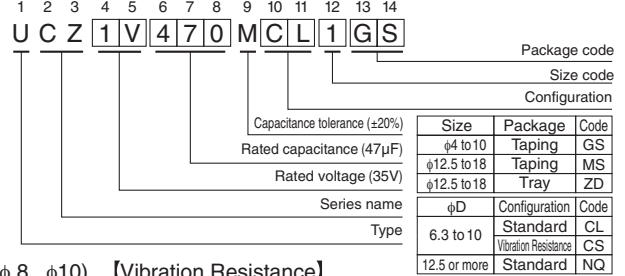 1 2 3 4 5 6 7 8 9 10 11 12 13 14
U C Z 1 V 4 7 0 M C L 1 G S
Package code
Size code
Configuration
Capacitance tolerance (±20%)
Rated capacitance (47µF)
Rated voltage (35V)
Series name
Type
Size Package Code
ϕ4 to 10 Taping GS
ϕ12.5 to 18 Taping MS
ϕ12.5 to 18 Tray ZD
ϕD Configuration Code
6.3 to 10 Standard CL
Vibration Resistance CS
12.5 or more Standard NQ
ϕ 8 , ϕ10) 【Vibration Resistance】